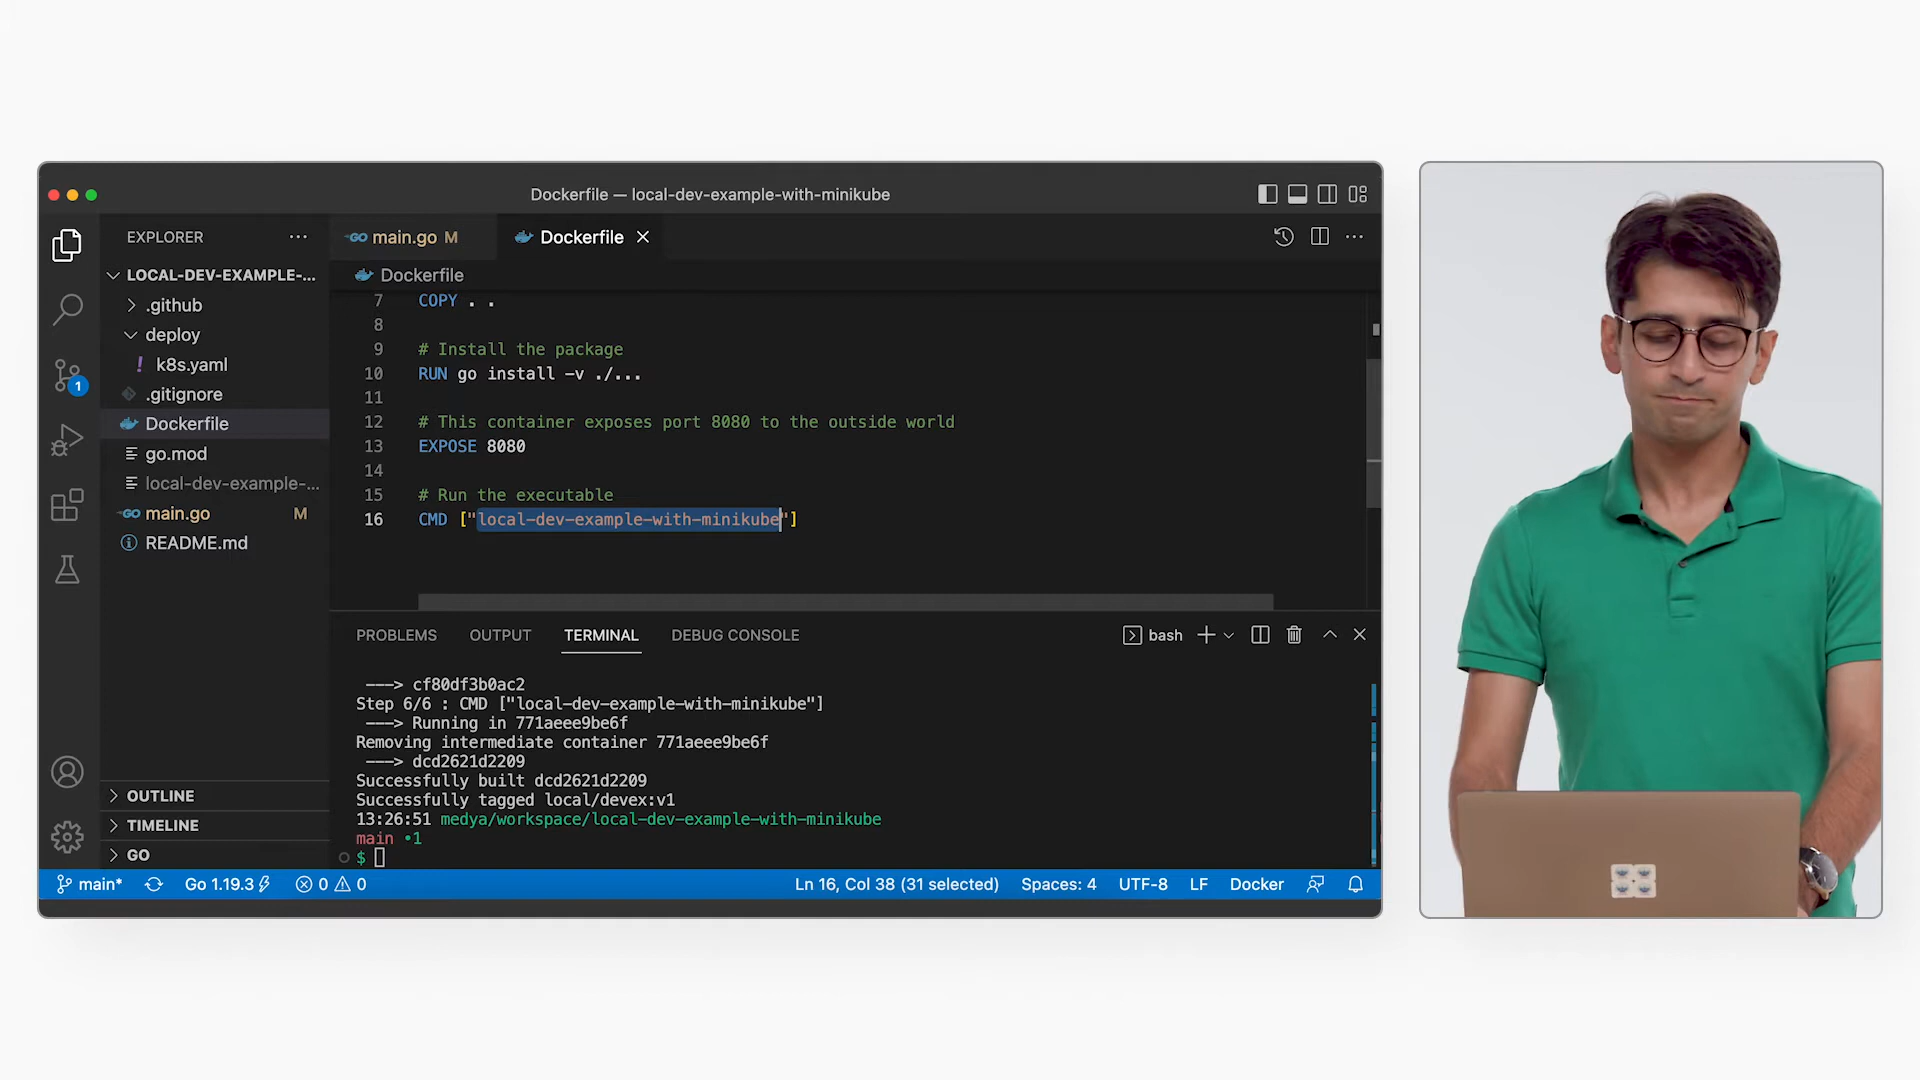 Dockerfile — local-dev-example-with-minikube
EXPLORER
main.go M
Dockerfile
LOCAL-DEV-EXAMPLE-...
.github
deploy
k8s.yaml
.gitignore
Dockerfile
go.mod
local-dev-example-...
main.go M
README.md
OUTLINE
TIMELINE
GO
1
Dockerfile
7 COPY . .
8
9 # Install the package
10 RUN go install -v ./...
11
12 # This container exposes port 8080 to the outside world
13 EXPOSE 8080
14
15 # Run the executable
16 CMD ["local-dev-example-with-minikube"]
PROBLEMS OUTPUT TERMINAL DEBUG CONSOLE bash
---> cf80df3b0ac2
Step 6/6 : CMD ["local-dev-example-with-minikube"]
---> Running in 771aeee9be6f
Removing intermediate container 771aeee9be6f
---> dcd2621d2209
Successfully built dcd2621d2209
Successfully tagged local/devex:v1
13:26:51 medya/workspace/local-dev-example-with-minikube
main •1
$
main* Go 1.19.3 0 0 Ln 16, Col 38 (31 selected) Spaces: 4 UTF-8 LF Docker